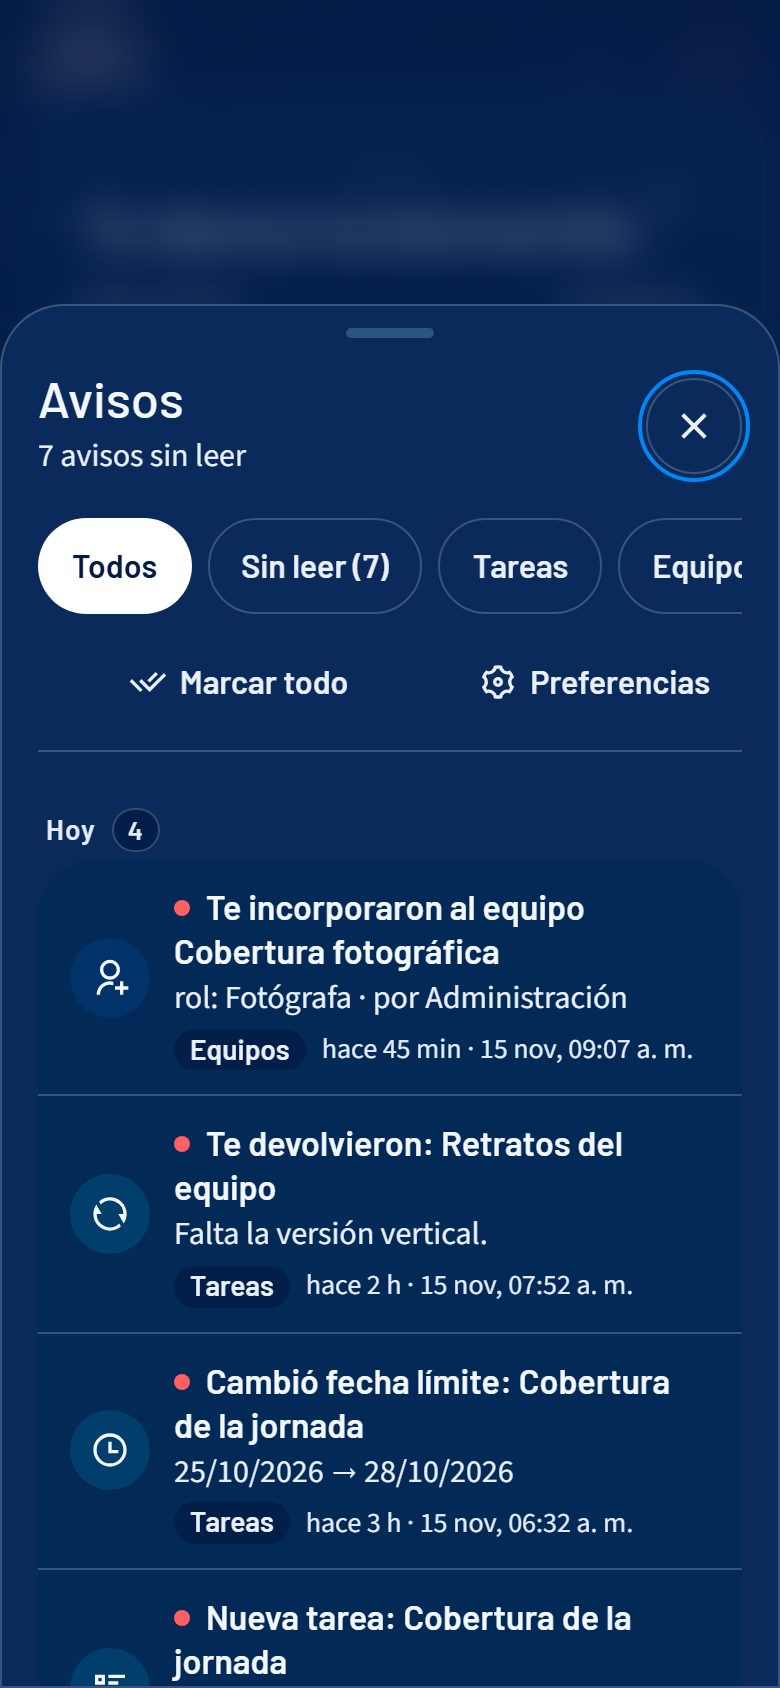 Avisos
7 avisos sin leer
Todos
Sin leer (7)
Tareas
Equipo
Marcar todo
Preferencias
Hoy 4
Te incorporaron al equipo
Cobertura fotográfica
rol: Fotógrafa · por Administración
Equipos hace 45 min · 15 nov, 09:07 a. m.
Te devolvieron: Retratos del
equipo
Falta la versión vertical.
Tareas hace 2 h · 15 nov, 07:52 a. m.
Cambió fecha límite: Cobertura
de la jornada
25/10/2026 → 28/10/2026
Tareas hace 3 h · 15 nov, 06:32 a. m.
Nueva tarea: Cobertura de la
jornada